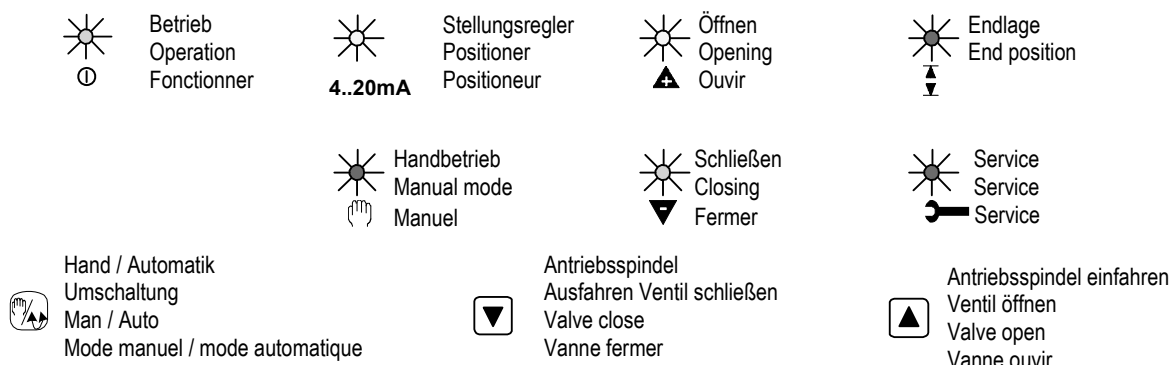 Betrieb
Operation
Fonctionner
Stellungsregler
Positioner
4..20mA Positioneur
Öffnen
Opening
Ouvir
Endlage
End position
Handbetrieb
Manual mode
Manuel
Schließen
Closing
Fermer
Service
Service
Service
Hand / Automatik
Umschaltung
Man / Auto
Mode manuel / mode automatique
Antriebsspindel
Ausfahren Ventil schließen
Valve close
Vanne fermer
Antriebsspindel einfahren
Ventil öffnen
Valve open
Vanne ouvir